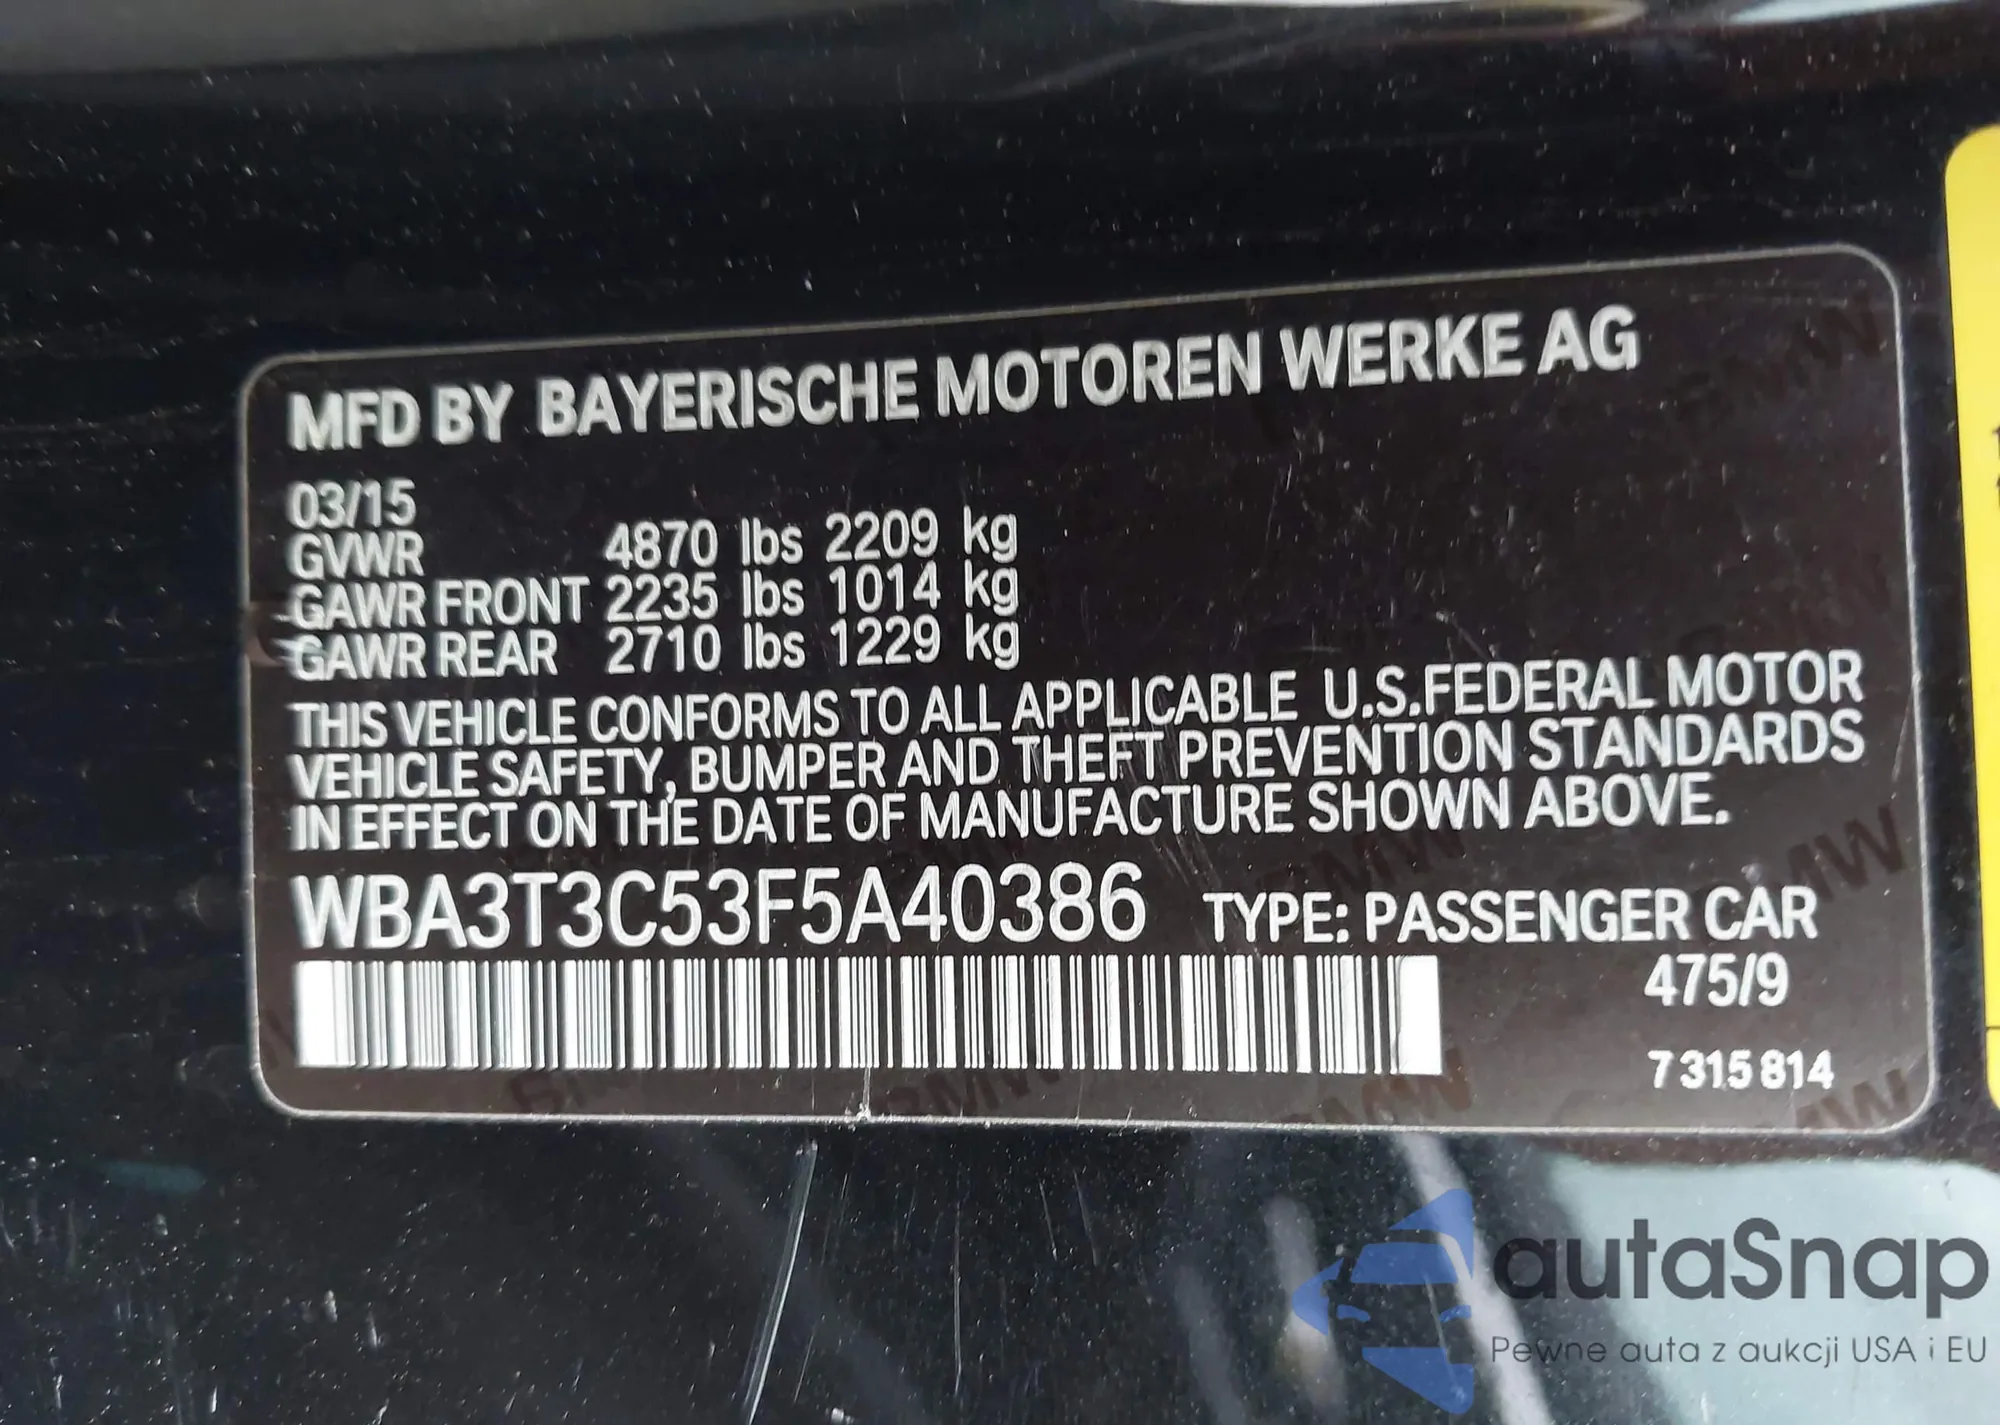 MFD BY BAYERISCHE MOTOREN WERKE AG
03/15
GVWR 4870 lbs 2209 kg
GAWR FRONT 2235 lbs 1014 kg
GAWR REAR 2710 lbs 1229 kg
THIS VEHICLE CONFORMS TO ALL APPLICABLE U.S.FEDERAL MOTOR
VEHICLE SAFETY, BUMPER AND THEFT PREVENTION STANDARDS
IN EFFECT ON THE DATE OF MANUFACTURE SHOWN ABOVE.
WBA3T3C53F5A40386 TYPE: PASSENGER CAR
475/9
7 315 814
autaSnap
Pewne auta z aukcji USA i EU